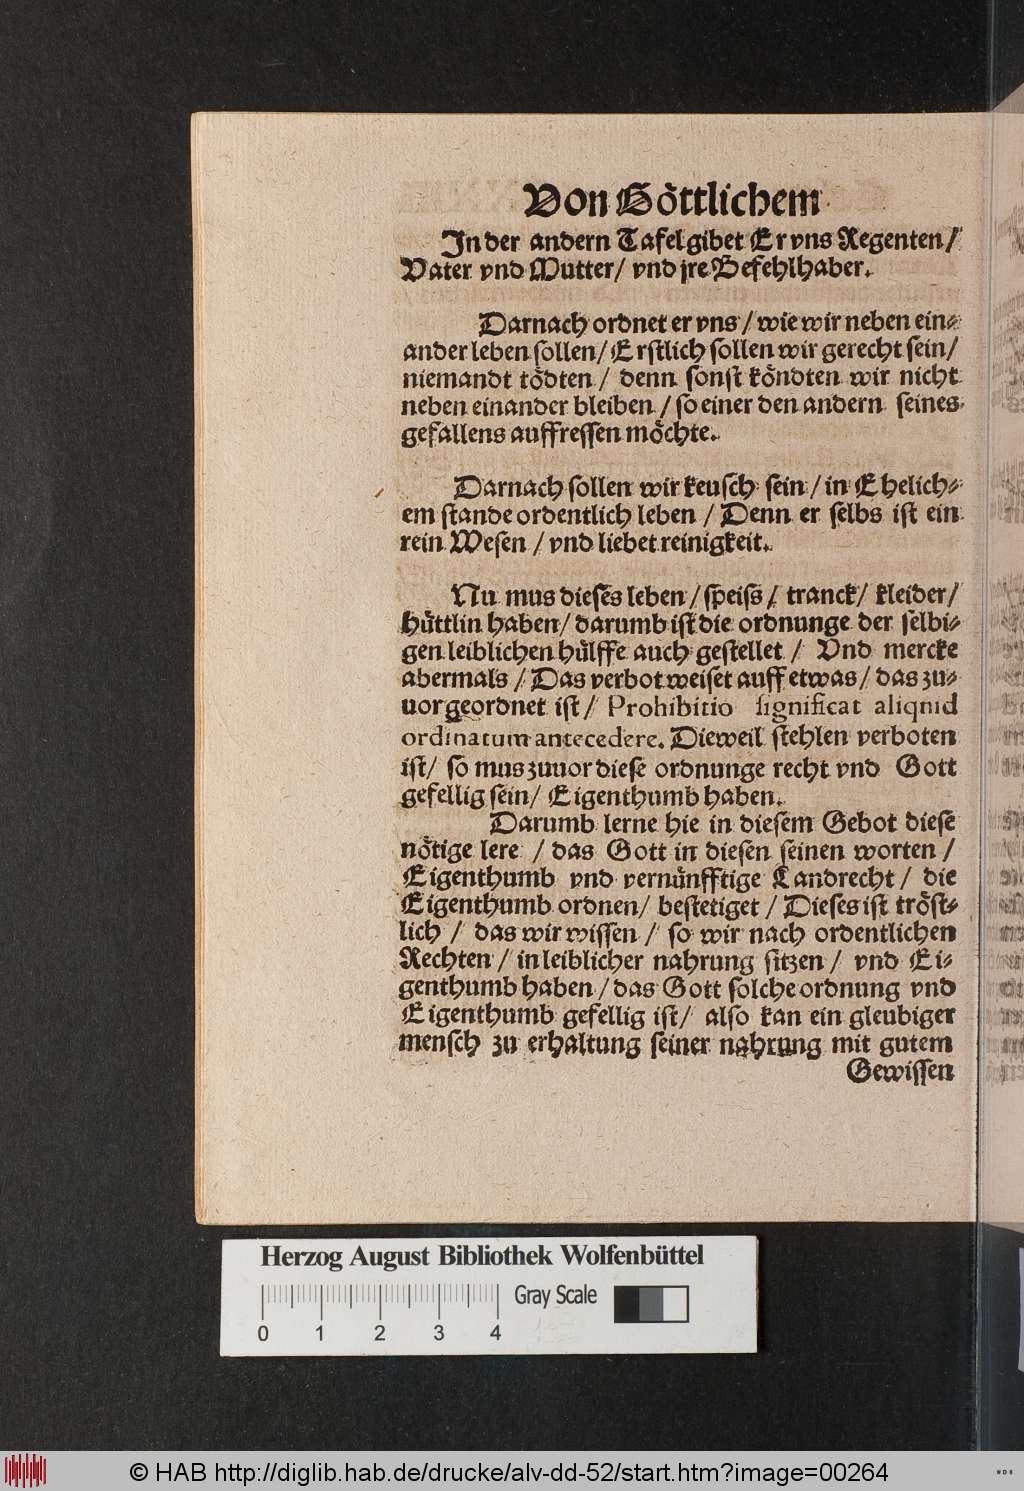 Von Göttlichem
In der andern Tafel gibet Er vns Regenten/
Vater vnd Mutter/ vnd jre Befehlhaber.
Darnach ordnet er vns / wie wir neben ein⸗
ander leben sollen/ Erstlich sollen wir gerecht sein/
niemandt tödten / denn sonst köndten wir nicht
neben einander bleiben / so einer den andern seines
gefallens auffressen möchte.
Darnach sollen wir keusch sein / in Ehelich⸗
em stande ordentlich leben / Denn er selbs ist ein
rein Wesen / vnd liebet reinigkeit.
Nu mus dieses leben / speiss / tranck/ kleider/
hüttlin haben/ darumb ist die ordnunge der selbi⸗
gen leiblichen hülffe auch gestellet / Vnd mercke
abermals / Das verbot weiset auff etwas/ das zu⸗
uor geordnet ist / Prohibitio significat aliqnid
ordinatum antecedere. Dieweil stehlen verboten
ist/ so mus zuuor diese ordnunge recht vnd Gott
gefellig sein/ Eigenthumb haben.
Darumb lerne hie in diesem Gebot diese
nötige lere / das Gott in diesen seinen worten /
Eigenthumb vnd vernünfftige Landrecht / die
Eigenthumb ordnen/ bestetiget / Dieses ist tröst⸗
lich / das wir wissen / so wir nach ordentlichen
Rechten / in leiblicher nahrung sitzen / vnd Ei⸗
genthumb haben / das Gott solche ordnung vnd
Eigenthumb gefellig ist/ also kan ein gleubiger
mensch zu erhaltung seiner nahrung mit gutem
Gewissen
Herzog August Bibliothek Wolfenbüttel
Gray Scale
0 1 2 3 4
© HAB http://diglib.hab.de/drucke/alv-dd-52/start.htm?image=00264